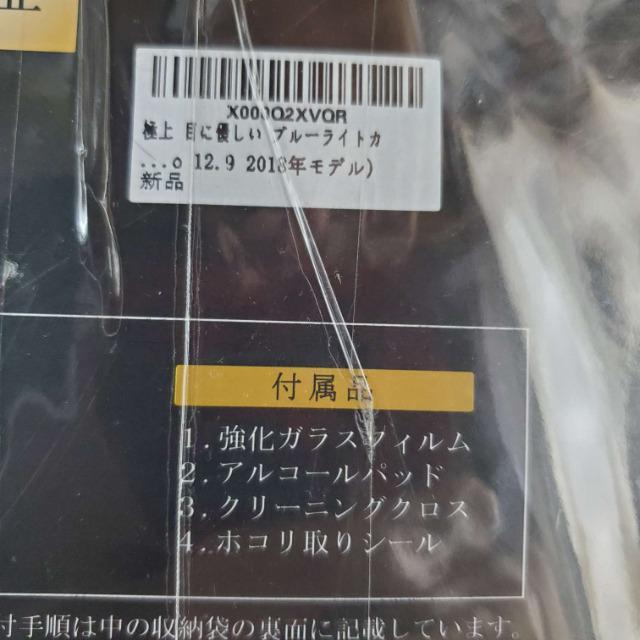 X000Q2XVQR
極上 目に優しい ブルーライトカ
...o 12.9 2018年モデル)
新品
付属品
1.強化ガラスフィルム
2.アルコールパッド
3.クリーニングクロス
4.ホコリ取りシール
付手順は中の収納袋の裏面に記載しています。